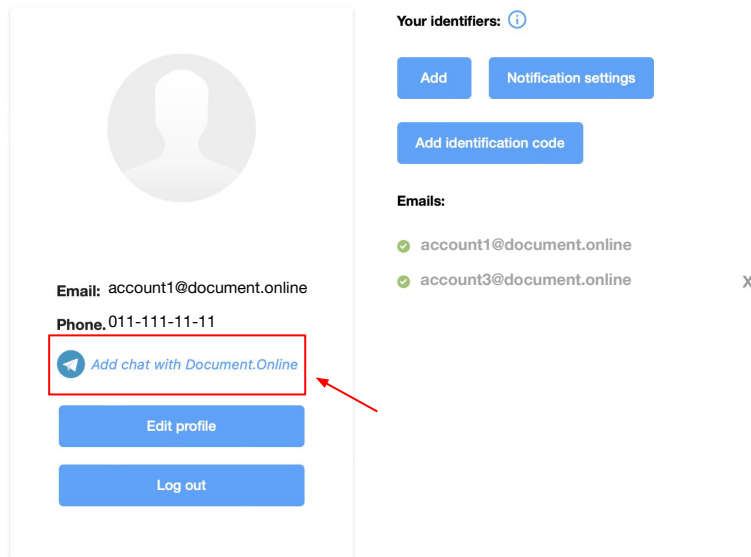 Your identifiers:
Add
Notification settings
Add identification code
Emails:
account1@document.online
account3@document.online
X
Email: account1@document.online
Phone. 011-111-11-11
Add chat with Document.Online
Edit profile
Log out